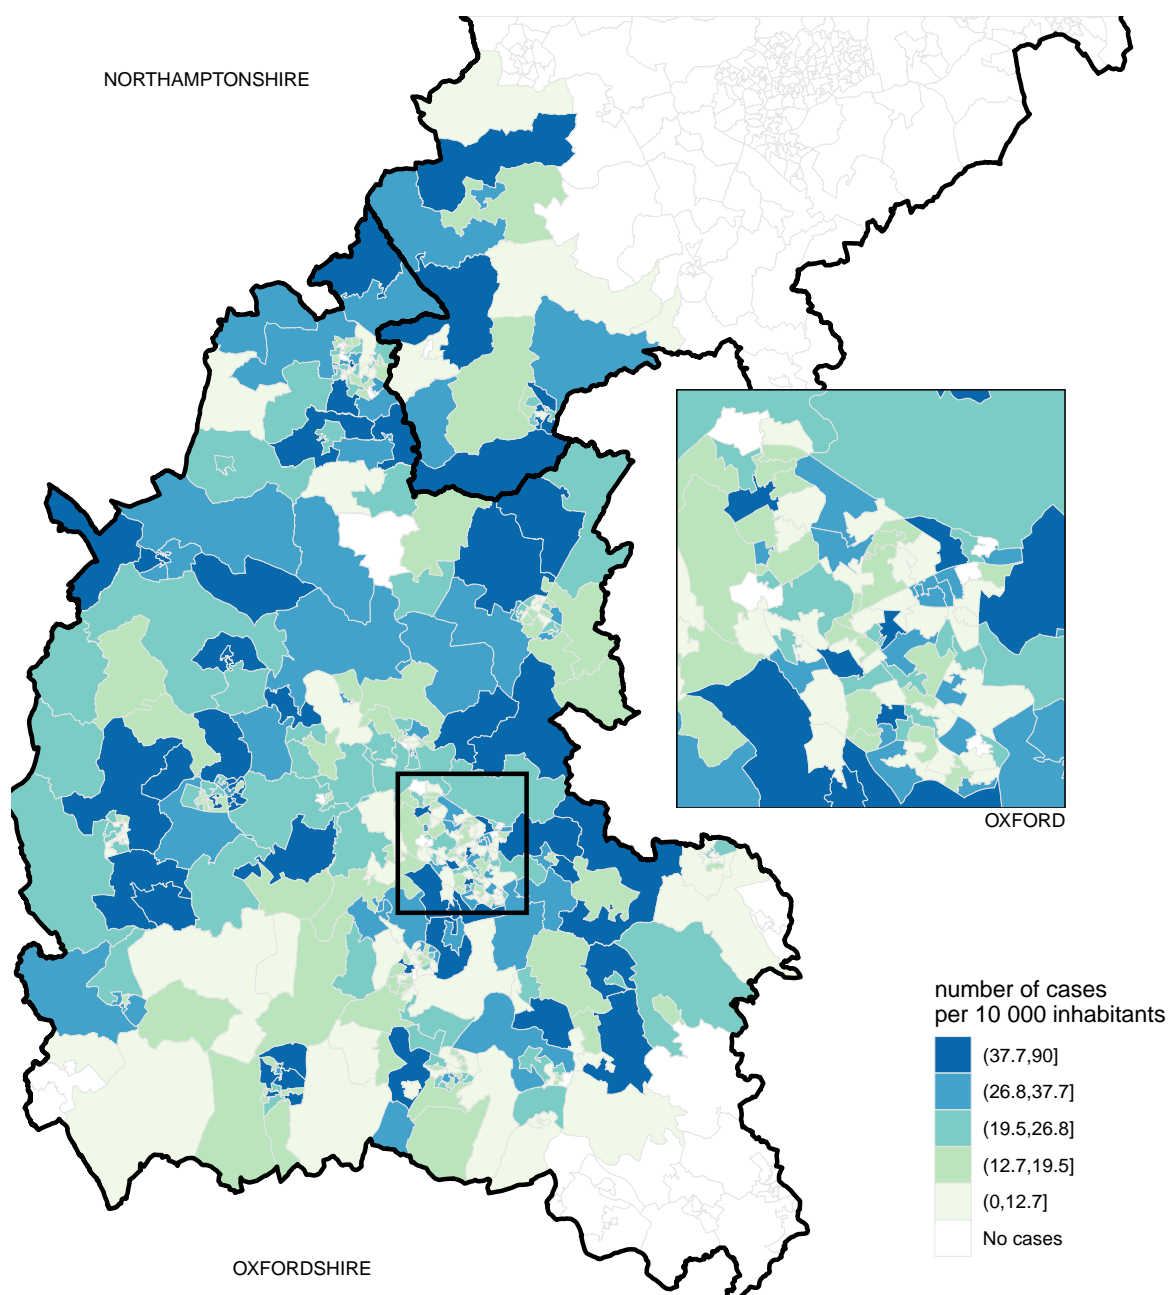 NORTHAMPTONSHIRE
OXFORD
number of cases
per 10 000 inhabitants
(37.7,90]
(26.8,37.7]
(19.5,26.8]
(12.7,19.5]
(0,12.7]
No cases
OXFORDSHIRE